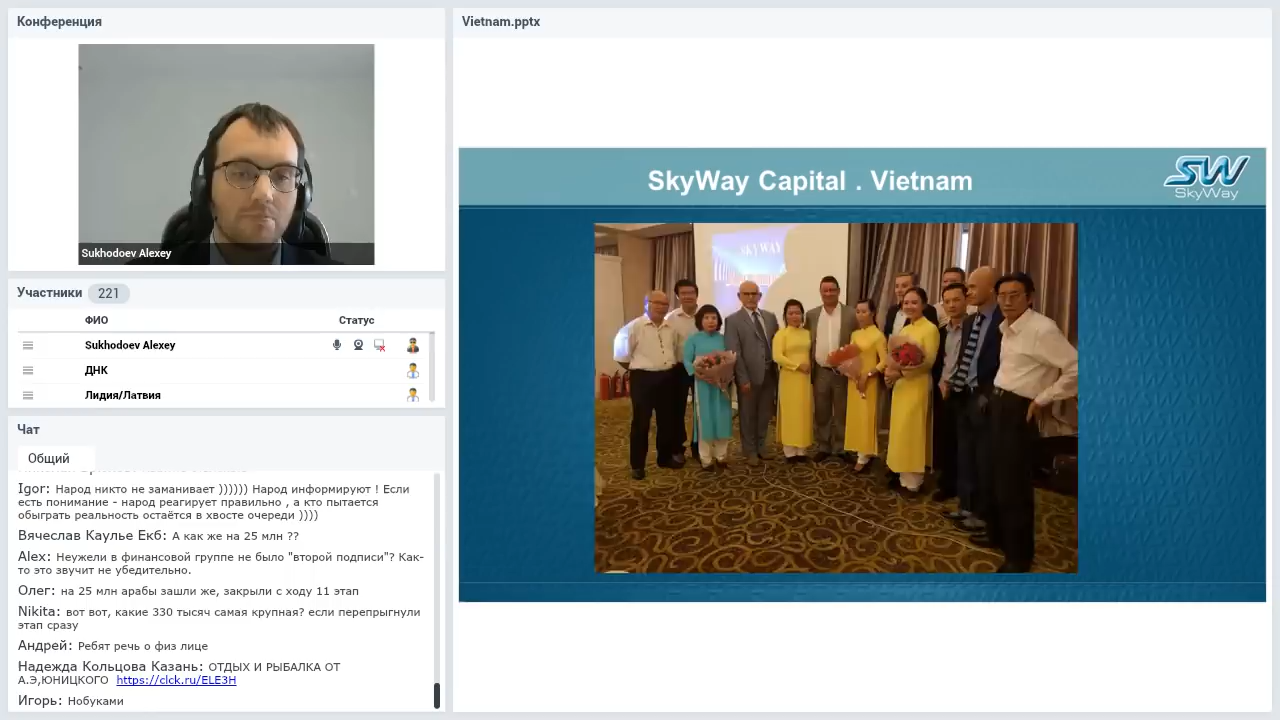 Конференция
Sukhodoev Alexey
Участники 221
ФИО Статус
Sukhodoev Alexey
ДНК
Лидия/Латвия
Чат
Общий
Igor: Народ никто не заманивает )))))) Народ информируют ! Если
есть понимание - народ реагирует правильно , а кто пытается
обыграть реальность остаётся в хвосте очереди ))))
Вячеслав Каулье Екб: А как же на 25 млн ??
Alex: Неужели в финансовой группе не было "второй подписи"? Как-
то это звучит не убедительно.
Олег: на 25 млн арабы зашли же, закрыли с ходу 11 этап
Nikita: вот вот, какие 330 тысяч самая крупная? если перепрыгнули
этап сразу
Андрей: Ребят речь о физ лице
Надежда Кольцова Казань: ОТДЫХ И РЫБАЛКА ОТ
А.Э,ЮНИЦКОГО https://clck.ru/ELE3H
Игорь: Нобуками
Vietnam.pptx
SkyWay Capital . Vietnam
SW
SkyWay
SKY WAY